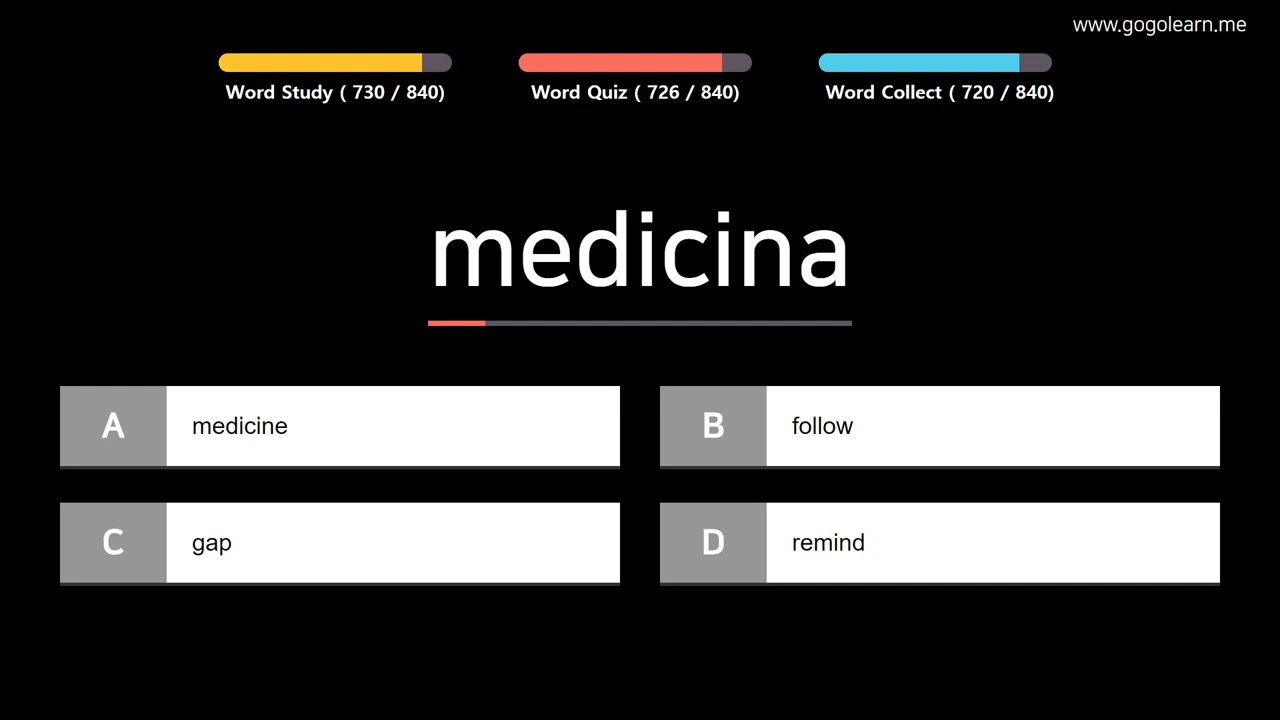 www.gogolearn.me
Word Study ( 730 / 840)
Word Quiz ( 726 / 840)
Word Collect ( 720 / 840)
medicina
A medicine
B follow
C gap
D remind